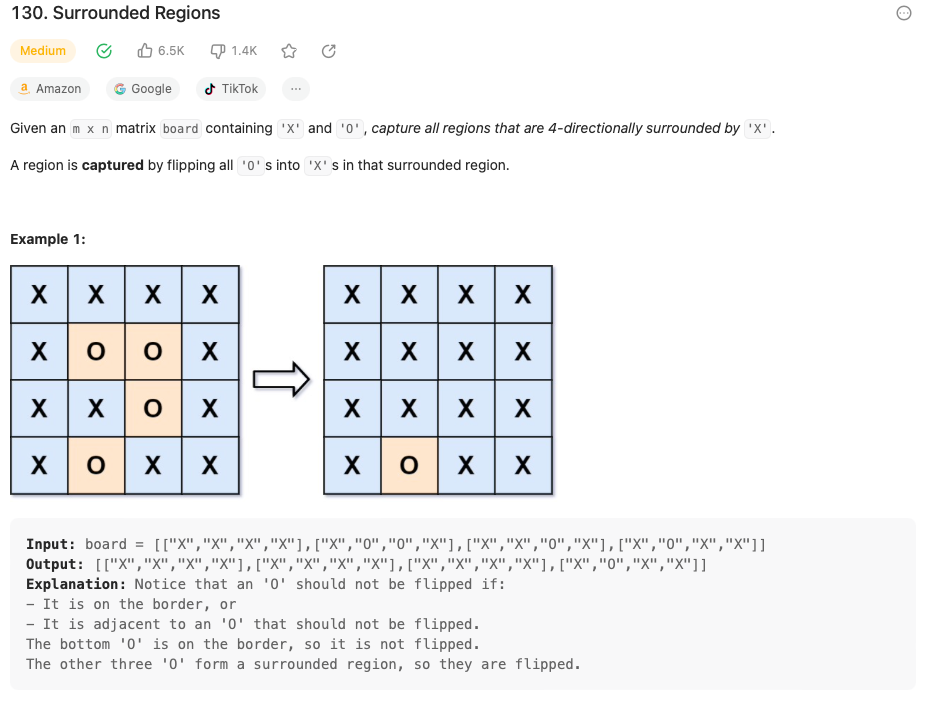 130. Surrounded Regions
Medium 6.5K 1.4K
Amazon Google TikTok ...
Given an m x n matrix board containing 'X' and 'O', capture all regions that are 4-directionally surrounded by 'X'.
A region is captured by flipping all 'O's into 'X's in that surrounded region.
Example 1:
X X X X X X X X
X O O X X X X X
X X O X X X X X
X O X X X O X X
Input: board = [["X","X","X","X"],["X","O","O","X"],["X","X","O","X"],["X","O","X","X"]]
Output: [["X","X","X","X"],["X","X","X","X"],["X","X","X","X"],["X","O","X","X"]]
Explanation: Notice that an 'O' should not be flipped if:
- It is on the border, or
- It is adjacent to an 'O' that should not be flipped.
The bottom 'O' is on the border, so it is not flipped.
The other three 'O' form a surrounded region, so they are flipped.